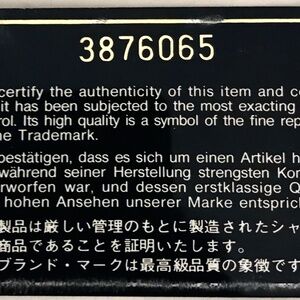 3876065
certify the authenticity of this item and c
it has been subjected to the most exacting
rol. Its high quality is a symbol of the fine rep
he Trademark.
bestätigen, dass es sich um einen Artikel h
während seiner Herstellung strengsten Kon
rworfen war, und dessen erstklassige Q
hohen Ansehen unserer Marke entspric
製品は厳しい管理のもとに製造されたシャ
商品であることを証明いたします。
ブランド・マークは最高級品質の象徴です